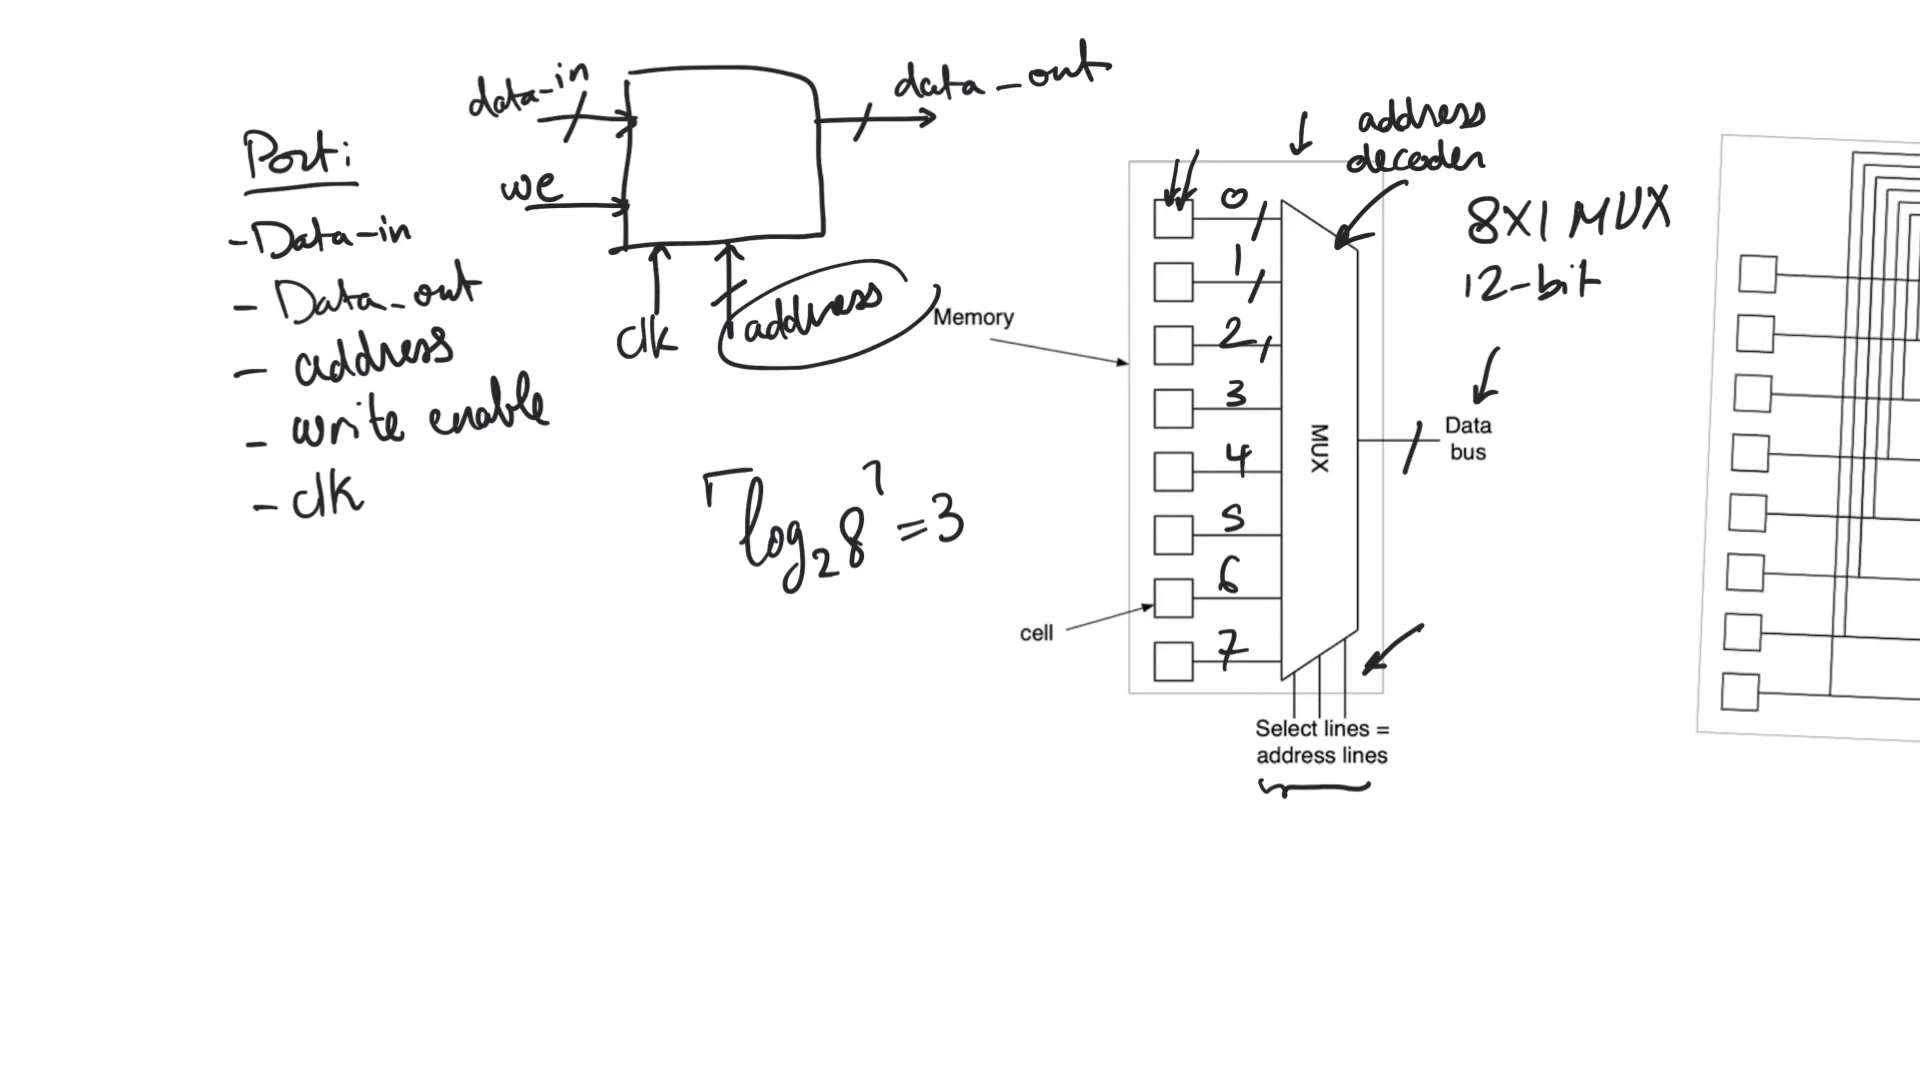 Port:
-Data-in
- Data_out
- address
- write enable
- clk
data-in
we
clk
address
data_out
⌈log₂8⌉=3
Memory
cell
address
decoder
0
1
2
3
4
5
6
7
MUX
Select lines =
address lines
8X1 MUX
12-bit
Data
bus